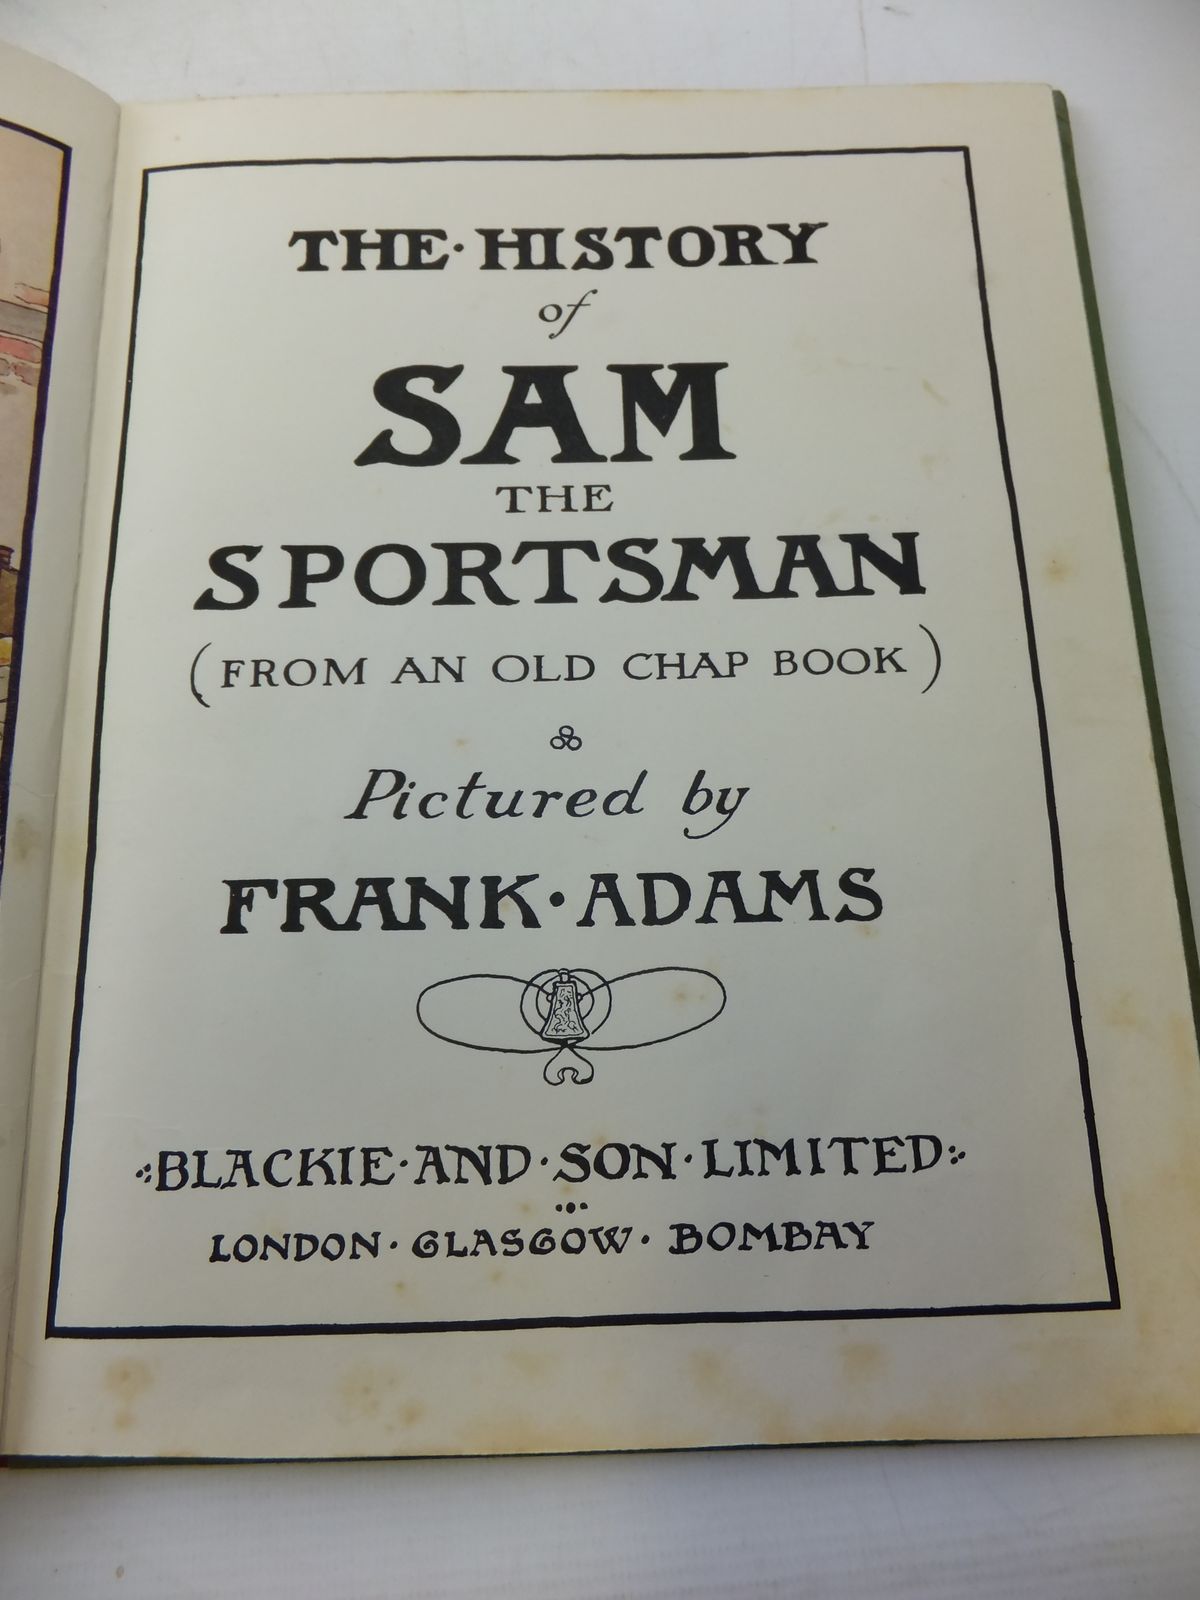 THE · HISTORY
of
SAM
THE
SPORTSMAN
(FROM AN OLD CHAP BOOK)
Pictured by
FRANK · ADAMS
BLACKIE · AND · SON · LIMITED
LONDON · GLASGOW · BOMBAY